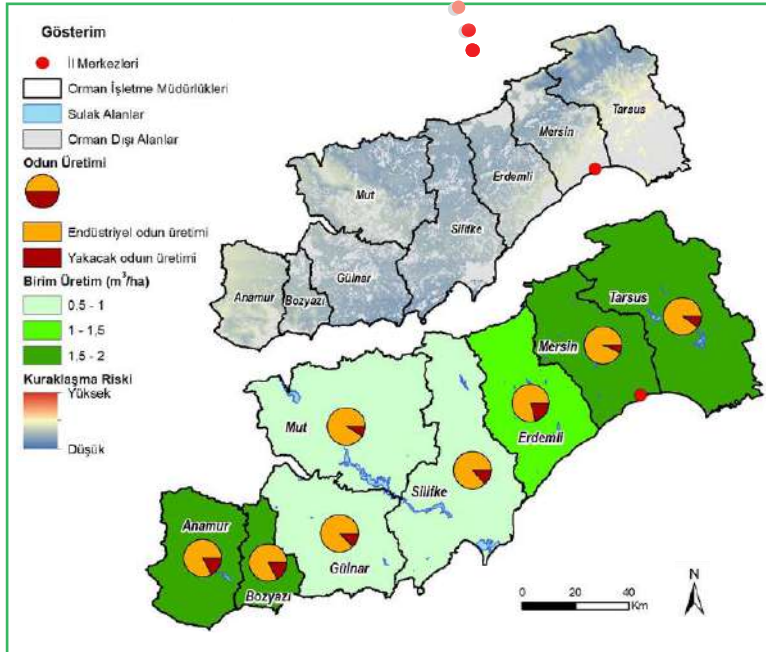 Gösterim
İl Merkezleri
Orman İşletme Müdürlükleri
Sulak Alanlar
Orman Dışı Alanlar
Odun Üretimi
Endüstriyel odun üretimi
Yakacak odun üretimi
Birim Üretim (m³/ha)
0.5 - 1
1 - 1,5
1.5 - 2
Kuraklaşma Riski
Yüksek
Düşük
Tarsus
Mersin
Erdemli
Mut
Silifke
Gülnar
Anamur
Bozyazı
Tarsus
Mersin
Erdemli
Mut
Silifke
Anamur
Gülnar
Bozyazı
N
0 20 40
Km